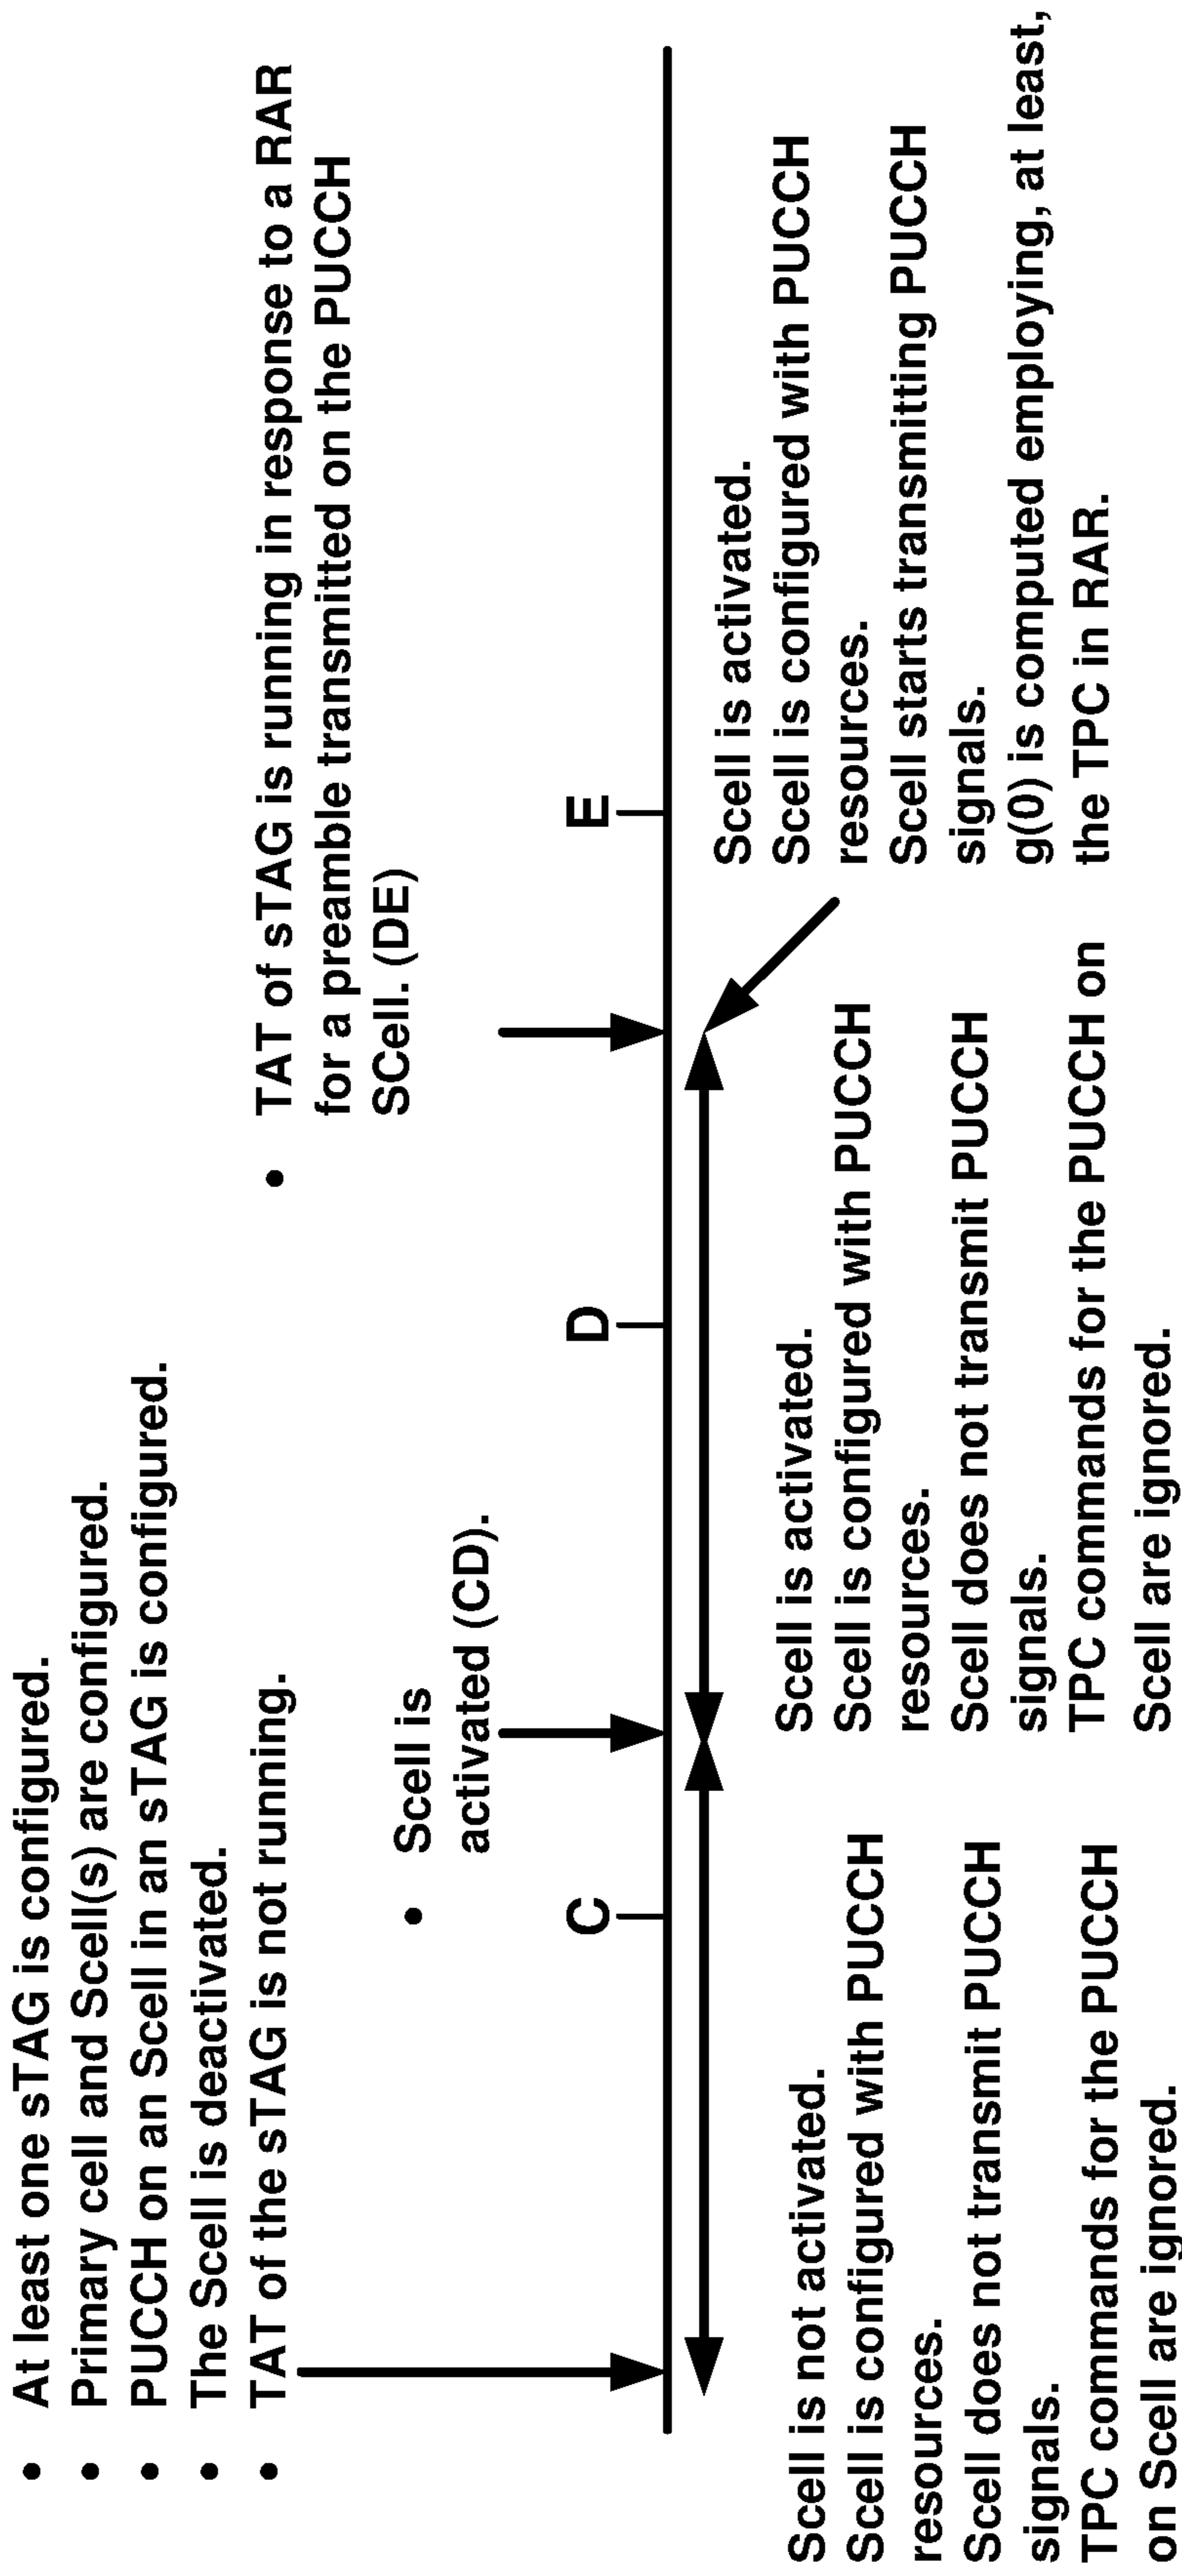 • At least one sTAG is configured.
• Primary cell and Scell(s) are configured.
• PUCCH on an Scell in an sTAG is configured.
• The Scell is deactivated.
• TAT of the sTAG is not running.
• Scell is
activated (CD).
• TAT of sTAG is running in response to a RAR
for a preamble transmitted on the PUCCH
SCell. (DE)
C
D
E
Scell is not activated.
Scell is configured with PUCCH
resources.
Scell does not transmit PUCCH
signals.
TPC commands for the PUCCH
on Scell are ignored.
Scell is activated.
Scell is configured with PUCCH
resources.
Scell does not transmit PUCCH
signals.
TPC commands for the PUCCH on
Scell are ignored.
Scell is activated.
Scell is configured with PUCCH
resources.
Scell starts transmitting PUCCH
signals.
g(0) is computed employing, at least,
the TPC in RAR.